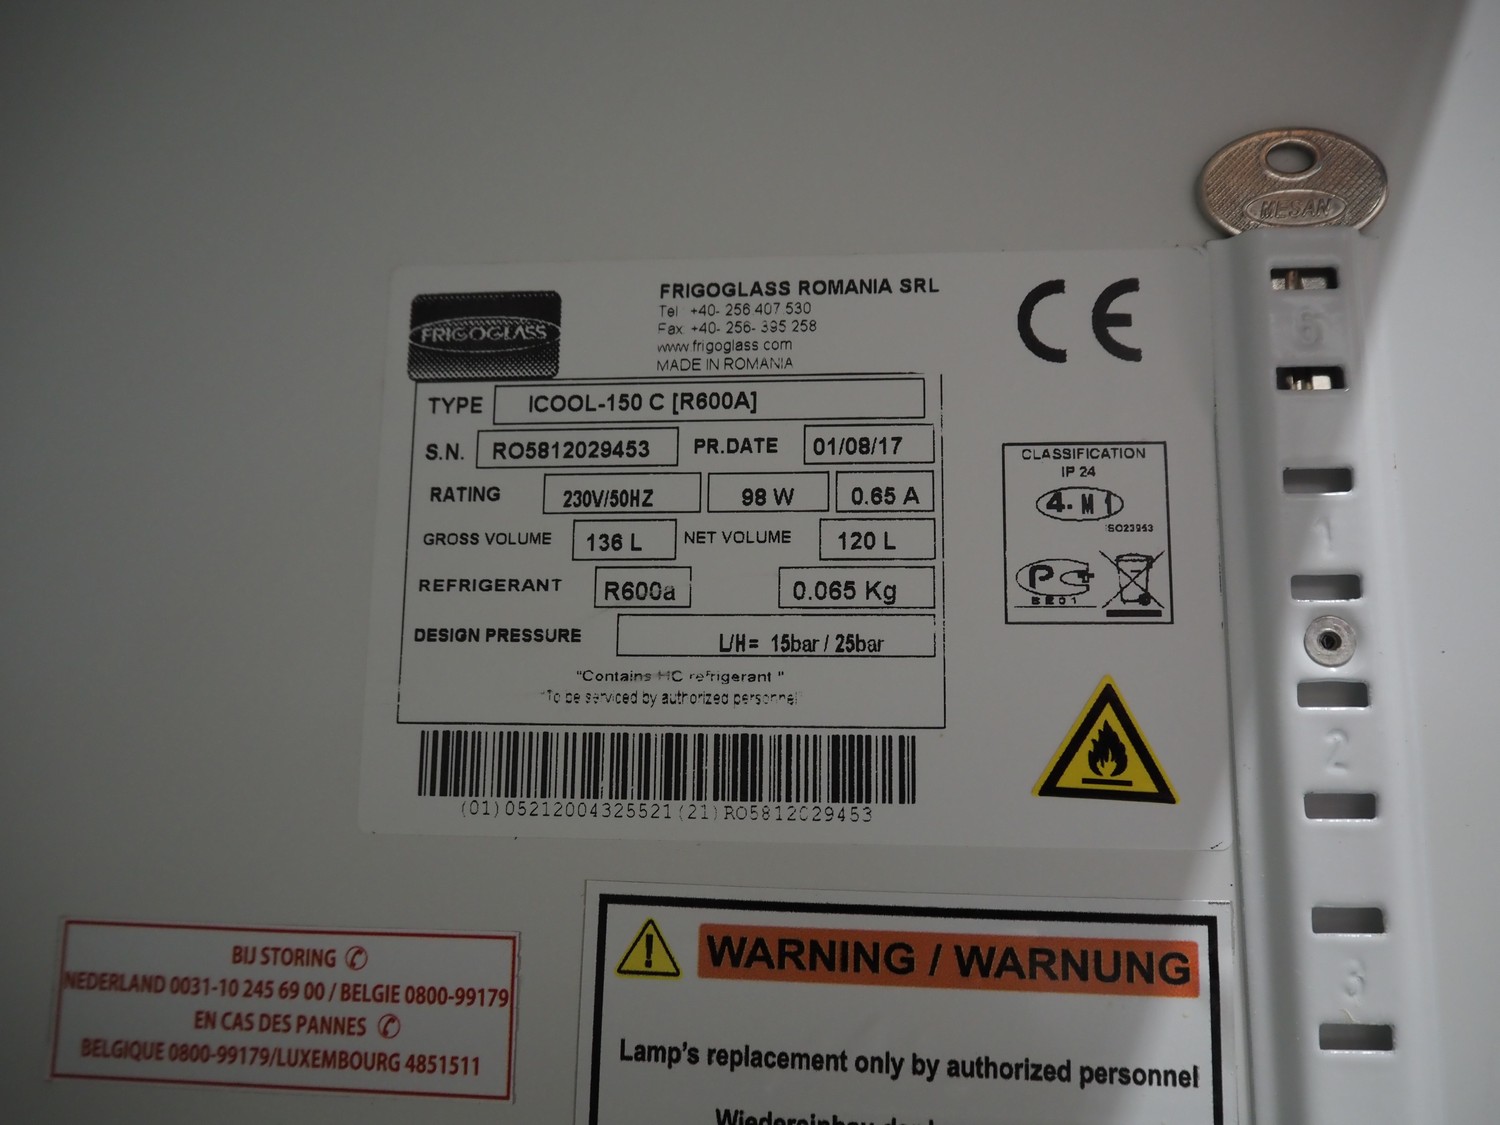 MESAN
FRIGOGLASS
FRIGOGLASS ROMANIA SRL
Tel +40- 256 407 530
Fax +40- 256- 395 258
www.frigoglass.com
MADE IN ROMANIA
CE
TYPE ICOOL-150 C [R600A]
S.N. RO5812029453 PR.DATE 01/08/17
RATING 230V/50HZ 98 W 0.65 A
GROSS VOLUME 136 L NET VOLUME 120 L
REFRIGERANT R600a 0.065 Kg
DESIGN PRESSURE L/H= 15bar / 25bar
"Contains HC refrigerant "
"To be serviced by authorized personnel"
(01)05212004325521(21)RO5812029453
CLASSIFICATION
IP 24
4. M 1
ISO23953
1
2
3
BIJ STORING ✆
NEDERLAND 0031-10 245 69 00 / BELGIE 0800-99179
EN CAS DES PANNES ✆
BELGIQUE 0800-99179/LUXEMBOURG 4851511
WARNING / WARNUNG
Lamp's replacement only by authorized personnel